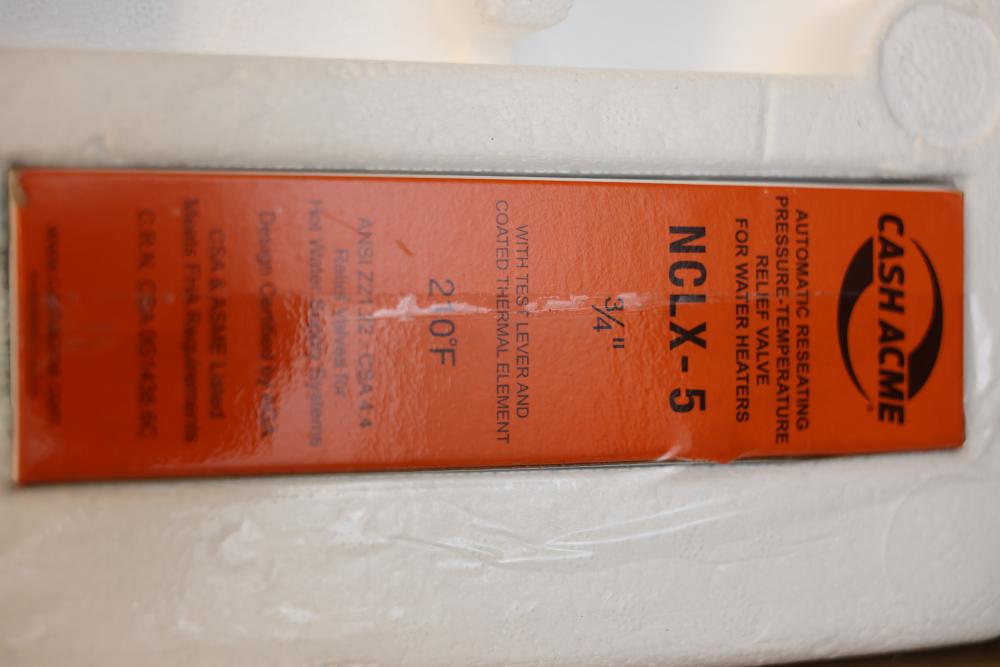 CASH ACME
®
AUTOMATIC RESEATING
PRESSURE-TEMPERATURE
RELIEF VALVE
FOR WATER HEATERS
NCLX-5
3/4"
WITH TEST LEVER AND
COATED THERMAL ELEMENT
210°F
ANSI Z21.22 - CSA 4.4
Relief Valves for
Hot Water Supply Systems
Design Certified by
CSA & ASME Listed
Meets FHA Requirements
C.R.N. CSA